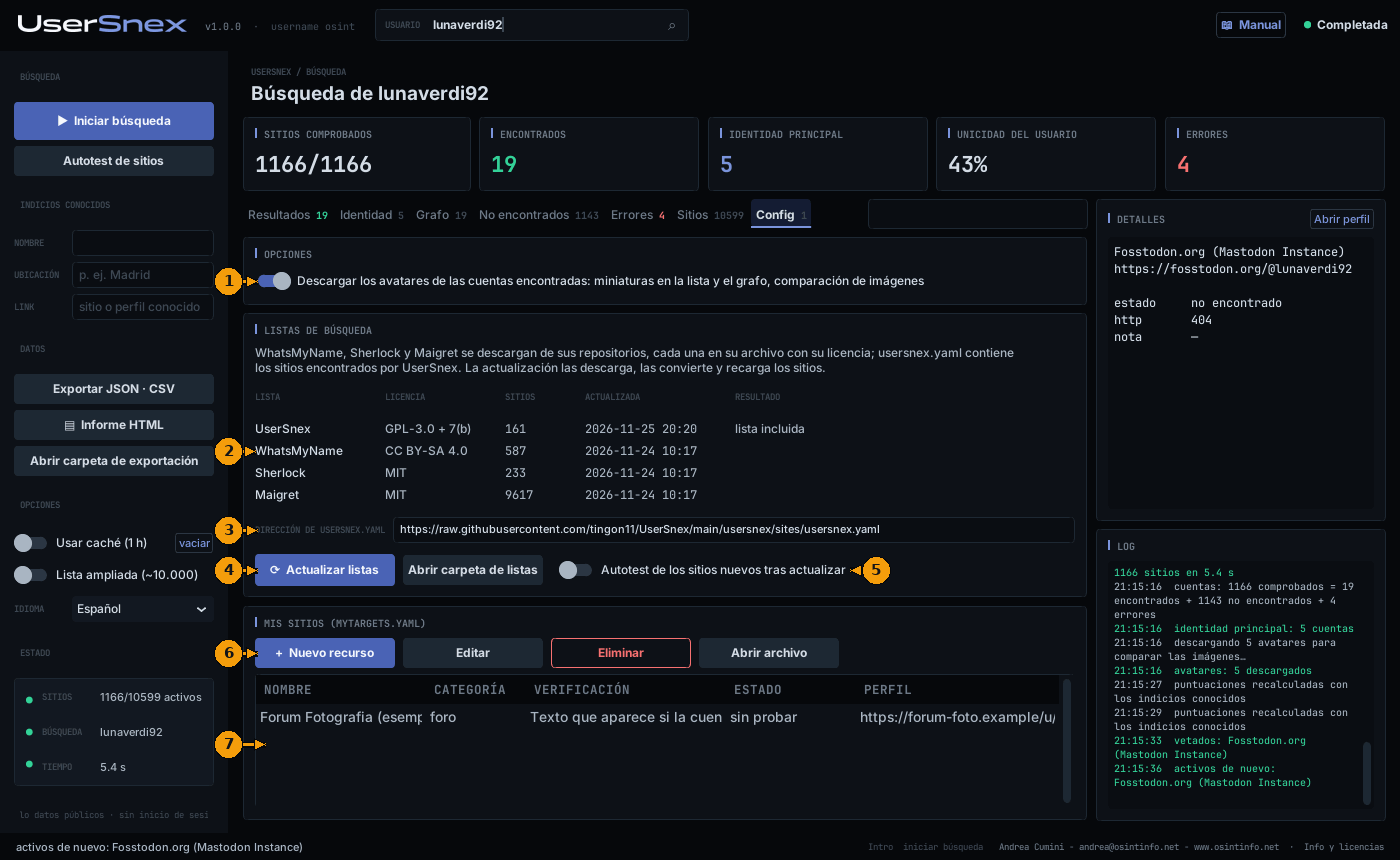 UserSnex v1.0.0 · username osint USUARIO lunaverdi92 ⌕ Manual Completada
BÚSQUEDA
▶ Iniciar búsqueda
Autotest de sitios
INDICIOS CONOCIDOS
NOMBRE
UBICACIÓN p. ej. Madrid
LINK sitio o perfil conocido
DATOS
Exportar JSON · CSV
▤ Informe HTML
Abrir carpeta de exportación
OPCIONES
Usar caché (1 h) vaciar
Lista ampliada (~10.000)
IDIOMA Español
ESTADO
SITIOS 1166/10599 activos
BÚSQUEDA lunaverdi92
TIEMPO 5.4 s
lo datos públicos · sin inicio de sesi
USERSNEX / BÚSQUEDA
Búsqueda de lunaverdi92
SITIOS COMPROBADOS
1166/1166
ENCONTRADOS
19
IDENTIDAD PRINCIPAL
5
UNICIDAD DEL USUARIO
43%
ERRORES
4
Resultados 19 Identidad 5 Grafo 19 No encontrados 1143 Errores 4 Sitios 10599 Config 1
OPCIONES
1 Descargar los avatares de las cuentas encontradas: miniaturas en la lista y el grafo, comparación de imágenes
LISTAS DE BÚSQUEDA
WhatsMyName, Sherlock y Maigret se descargan de sus repositorios, cada una en su archivo con su licencia; usersnex.yaml contiene
los sitios encontrados por UserSnex. La actualización las descarga, las convierte y recarga los sitios.
LISTA LICENCIA SITIOS ACTUALIZADA RESULTADO
UserSnex GPL-3.0 + 7(b) 161 2026-11-25 20:20 lista incluida
2 WhatsMyName CC BY-SA 4.0 587 2026-11-24 10:17
Sherlock MIT 233 2026-11-24 10:17
Maigret MIT 9617 2026-11-24 10:17
3 DIRECCIÓN DE USERSNEX.YAML https://raw.githubusercontent.com/tingon11/UserSnex/main/usersnex/sites/usersnex.yaml
4 ⟳ Actualizar listas Abrir carpeta de listas Autotest de los sitios nuevos tras actualizar 5
MIS SITIOS (MYTARGETS.YAML)
6 + Nuevo recurso Editar Eliminar Abrir archivo
NOMBRE CATEGORÍA VERIFICACIÓN ESTADO PERFIL
Forum Fotografia (esemp foro Texto que aparece si la cuen sin probar https://forum-foto.example/u/
7
DETALLES Abrir perfil
Fosstodon.org (Mastodon Instance)
https://fosstodon.org/@lunaverdi92
estado no encontrado
http 404
nota —
LOG
1166 sitios en 5.4 s
21:15:16 cuentas: 1166 comprobados = 19
encontrados + 1143 no encontrados + 4
errores
21:15:16 identidad principal: 5 cuentas
21:15:16 descargando 5 avatares para
comparar las imágenes…
21:15:16 avatares: 5 descargados
21:15:27 puntuaciones recalculadas con
los indicios conocidos
21:15:29 puntuaciones recalculadas con
los indicios conocidos
21:15:33 vetados: Fosstodon.org
(Mastodon Instance)
21:15:36 activos de nuevo:
Fosstodon.org (Mastodon Instance)
activos de nuevo: Fosstodon.org (Mastodon Instance) Intro iniciar búsqueda Andrea Cumini - andrea@osintinfo.net - www.osintinfo.net · Info y licencias